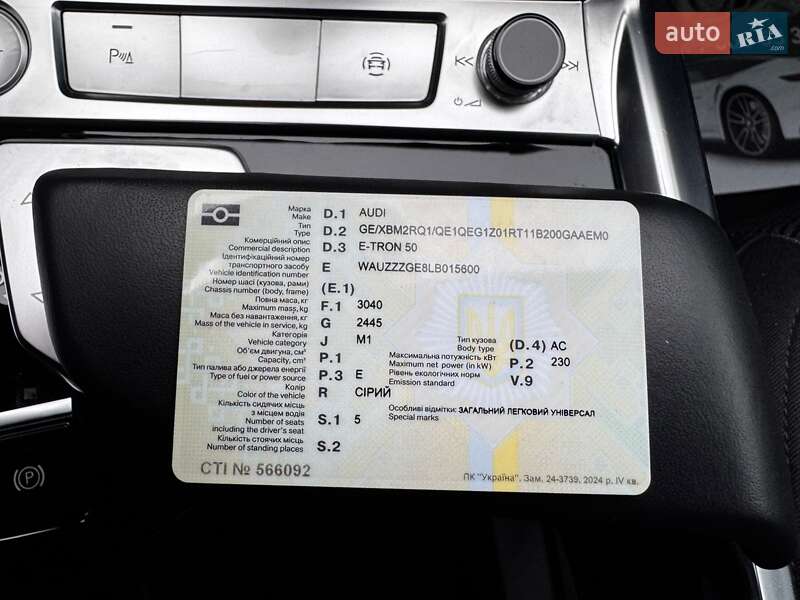 auto RIA .com
P
Марка
Make D.1 AUDI
Тип
Type D.2 GE/XBM2RQ1/QE1QEG1Z01RT11B200GAAEM0
Комерційний опис
Commercial description D.3 E-TRON 50
Ідентифікаційний номер
транспортного засобу
Vehicle identification number E WAUZZZGE8LB015600
Номер шасі (кузова, рами)
Chassis number (body, frame) (E.1)
Повна маса, кг
Maximum mass, kg F.1 3040
Маса без навантаження, кг
Mass of the vehicle in service, kg G 2445
Категорія
Vehicle category J M1
Тип кузова
Body type (D.4) AC
Об'єм двигуна, см³
Capacity, cm³ P.1
Максимальна потужність кВт
Maximum net power (in kW) P.2 230
Тип палива або джерела енергії
Type of fuel or power source P.3 E
Рівень екологічних норм
Emission standard V.9
Колір
Color of the vehicle R СІРИЙ
Кількість сидячих місць
з місцем водія
Number of seats
including the driver's seat S.1 5
Особливі відмітки: ЗАГАЛЬНИЙ ЛЕГКОВИЙ УНІВЕРСАЛ
Special marks
Кількість стоячих місць
Number of standing places S.2
СТІ № 566092
ПК "Україна". Зам. 24-3739. 2024 р. IV кв.
P